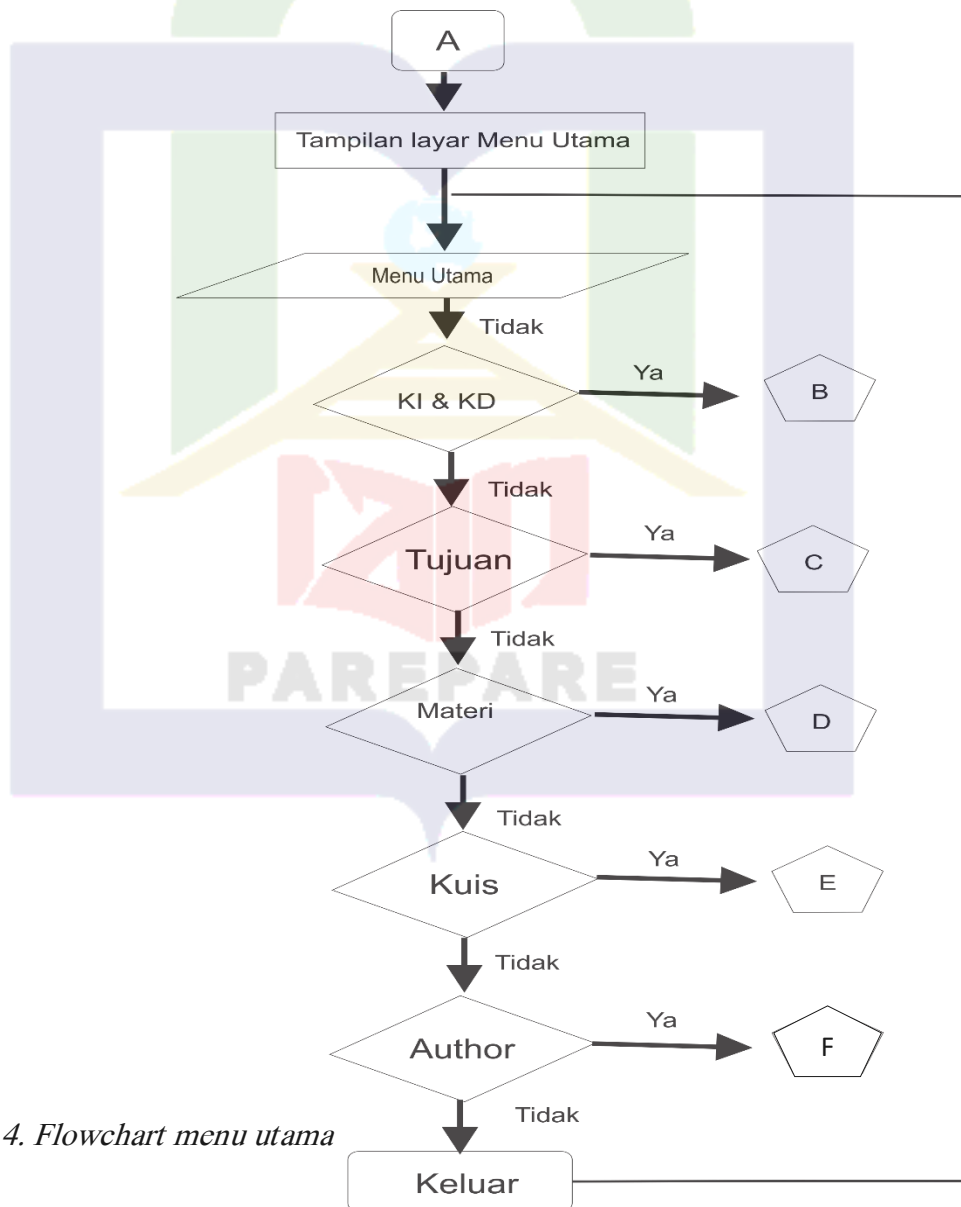 A
Tampilan layar Menu Utama
Menu Utama
Tidak
KI & KD
Ya
B
Tidak
Tujuan
Ya
C
Tidak
PAREPARE
Materi
Ya
D
Tidak
Kuis
Ya
E
Tidak
Author
Ya
F
Tidak
4. Flowchart menu utama
Keluar